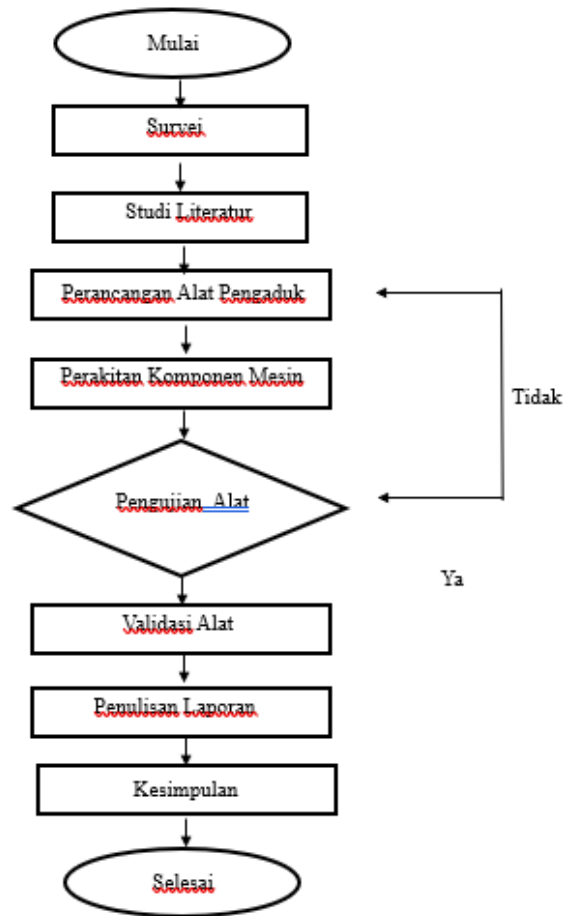 Mulai
Survei
Studi Literatur
Perancangan Alat Pengaduk
Perakitan Komponen Mesin
Tidak
Pengujian Alat
Ya
Validasi Alat
Penulisan Laporan
Kesimpulan
Selesai